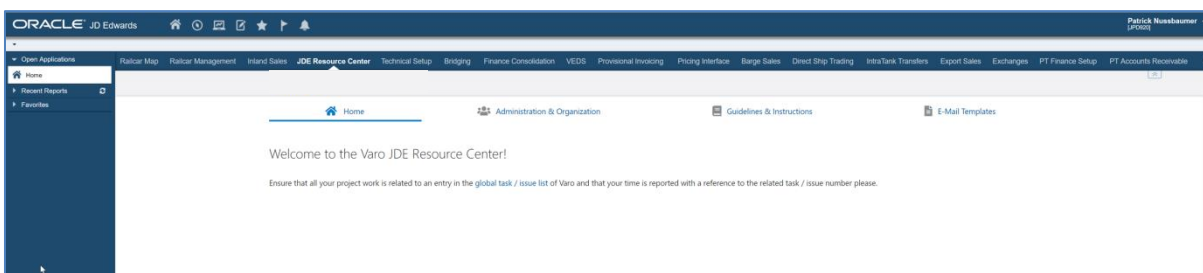 ORACLE JD Edwards
Patrick Nussbaumer
[JPD920]
Open Applications
Railcar Map Railcar Management Inland Sales JDE Resource Center Technical Setup Bridging Finance Consolidation VEDS Provisional Invoicing Pricing Interface Barge Sales Direct Ship Trading IntraTank Transfers Export Sales Exchanges PT Finance Setup PT Accounts Receivable
Home
Recent Reports
Favorites
Home Administration & Organization Guidelines & Instructions E-Mail Templates
Welcome to the Varo JDE Resource Center!
Ensure that all your project work is related to an entry in the global task / issue list of Varo and that your time is reported with a reference to the related task / issue number please.